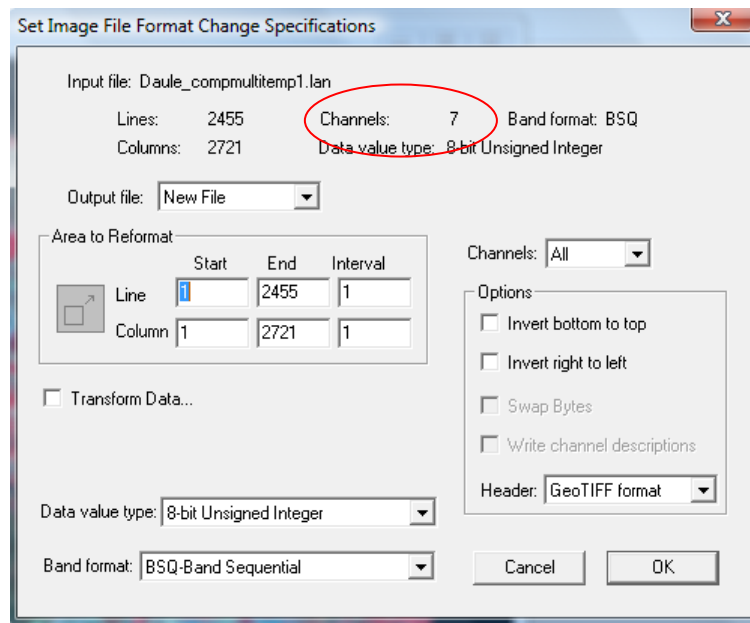 Set Image File Format Change Specifications
X
Input file: Daule_compmultitemp1.lan
Lines: 2455 Channels: 7 Band format: BSQ
Columns: 2721 Data value type: 8-bit Unsigned Integer
Output file: New File
Area to Reformat
Start End Interval
Line 1 2455 1
Column 1 2721 1
Channels: All
Options
Invert bottom to top
Invert right to left
Swap Bytes
Write channel descriptions
Header: GeoTIFF format
Transform Data...
Data value type: 8-bit Unsigned Integer
Band format: BSQ-Band Sequential
Cancel OK